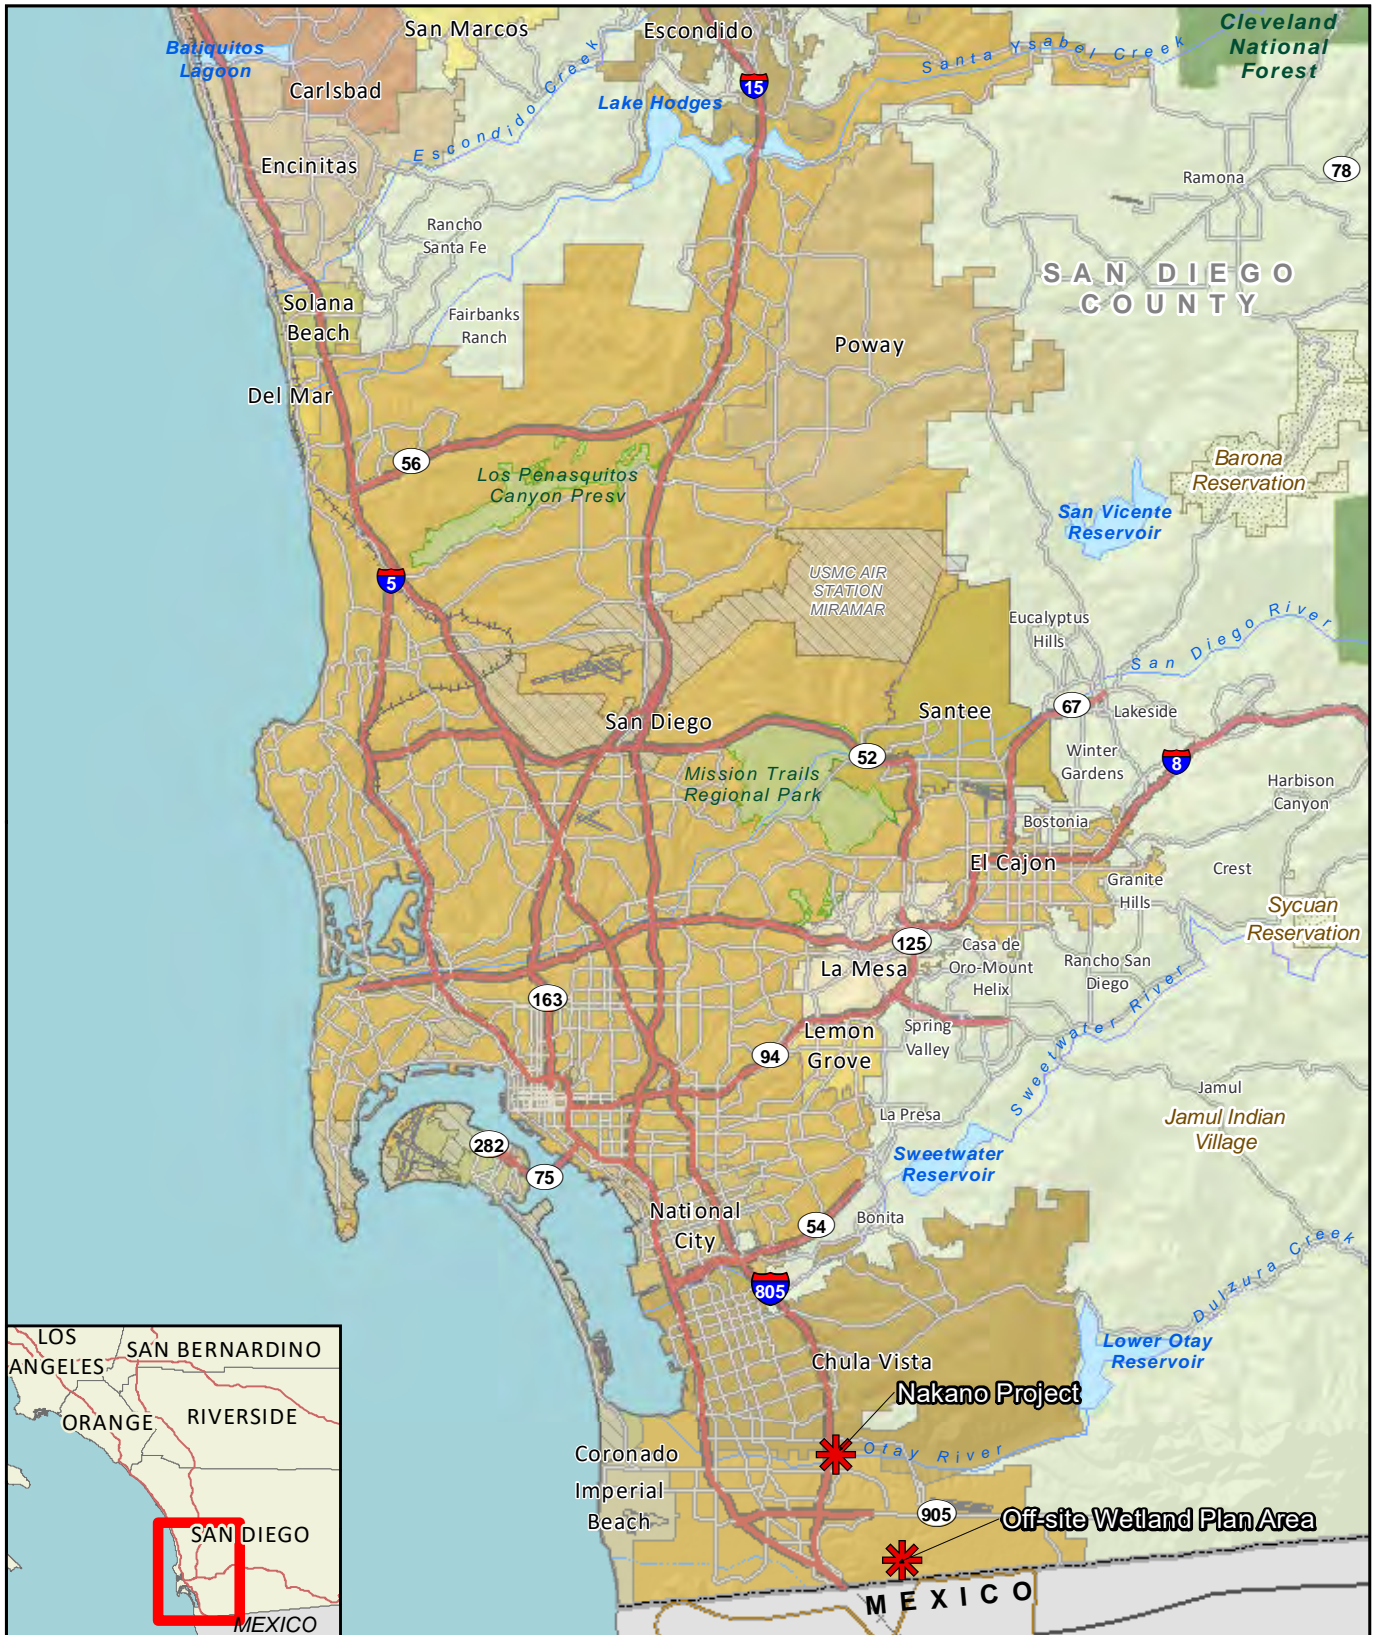 San Marcos
Escondido
Cleveland
National
Forest
Batiquitos
Lagoon
Santa Ysabel Creek
Carlsbad
15
Lake Hodges
Escondido Creek
Encinitas
78
Ramona
Rancho
Santa Fe
SAN DIEGO
COUNTY
Solana
Beach
Fairbanks
Ranch
Poway
Del Mar
56
Los Penasquitos
Canyon Presv
Barona
Reservation
San Vicente
Reservoir
5
USMC AIR
STATION
MIRAMAR
Eucalyptus
Hills
San Diego River
San Diego
Santee
67
Lakeside
52
Winter
Gardens
8
Mission Trails
Regional Park
Harbison
Canyon
Bostonia
El Cajon
Granite
Hills
Crest
Sycuan
Reservation
125
La Mesa
Casa de
Oro-Mount
Helix
Rancho San
Diego
163
Lemon
Grove
Spring
Valley
Sweetwater River
94
Jamul
La Presa
Jamul Indian
Village
282
75
Sweetwater
Reservoir
National
City
54
Bonita
805
Dulzura Creek
Lower Otay
Reservoir
Chula Vista
Nakano Project
Otay River
Coronado
Imperial
Beach
905
Off-site Wetland Plan Area
MEXICO
LOS
ANGELES
SAN BERNARDINO
ORANGE
RIVERSIDE
SAN DIEGO
MEXICO